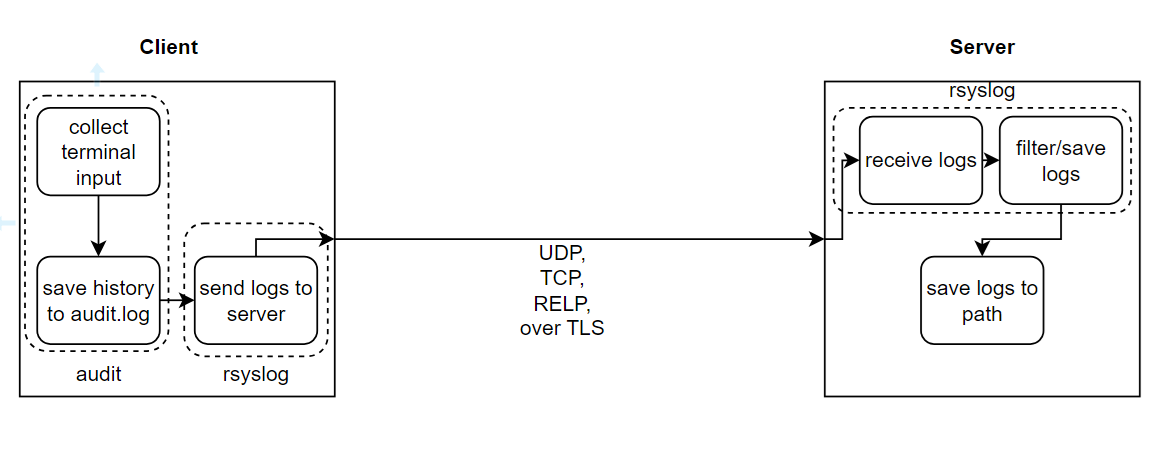 Client
collect
terminal
input
save history
to audit.log
audit
send logs to
server
rsyslog
UDP,
TCP,
RELP,
over TLS
Server
rsyslog
receive logs
filter/save
logs
save logs to
path